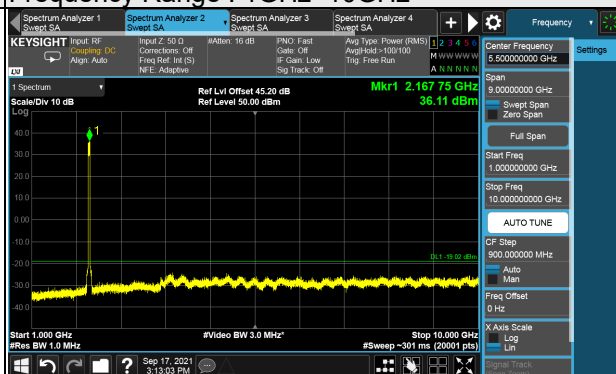 Frequency Range : 1GHz~10GHz
Spectrum Analyzer 1
Swept SA
Spectrum Analyzer 2
Swept SA
Spectrum Analyzer 3
Swept SA
Spectrum Analyzer 4
Swept SA
Frequency
KEYSIGHT
Input: RF
Coupling: DC
Align: Auto
Input Z: 50 Ω
Corrections: Off
Freq Ref: Int (S)
NFE: Adaptive
#Atten: 16 dB
PNO: Fast
Gate: Off
IF Gain: Low
Sig Track: Off
Avg Type: Power (RMS)
Avg|Hold:>100/100
Trig: Free Run
1 2 3 4 5 6
M W W W W W
A N N N N N
LXI
1 Spectrum
Scale/Div 10 dB
Ref Lvl Offset 45.20 dB
Ref Level 50.00 dBm
Mkr1 2.167 75 GHz
36.11 dBm
Log
40.0
30.0
20.0
10.0
0.00
-10.0
-20.0
-30.0
-40.0
1
DL1 -19.02 dBm
Start 1.000 GHz
#Res BW 1.0 MHz
#Video BW 3.0 MHz*
Stop 10.000 GHz
#Sweep ~301 ms (20001 pts)
Sep 17, 2021
3:13:03 PM
Center Frequency
5.500000000 GHz
Settings
Span
9.00000000 GHz
Swept Span
Zero Span
Full Span
Start Freq
1.000000000 GHz
Stop Freq
10.000000000 GHz
AUTO TUNE
CF Step
900.000000 MHz
Auto
Man
Freq Offset
0 Hz
X Axis Scale
Log
Lin
Signal Track